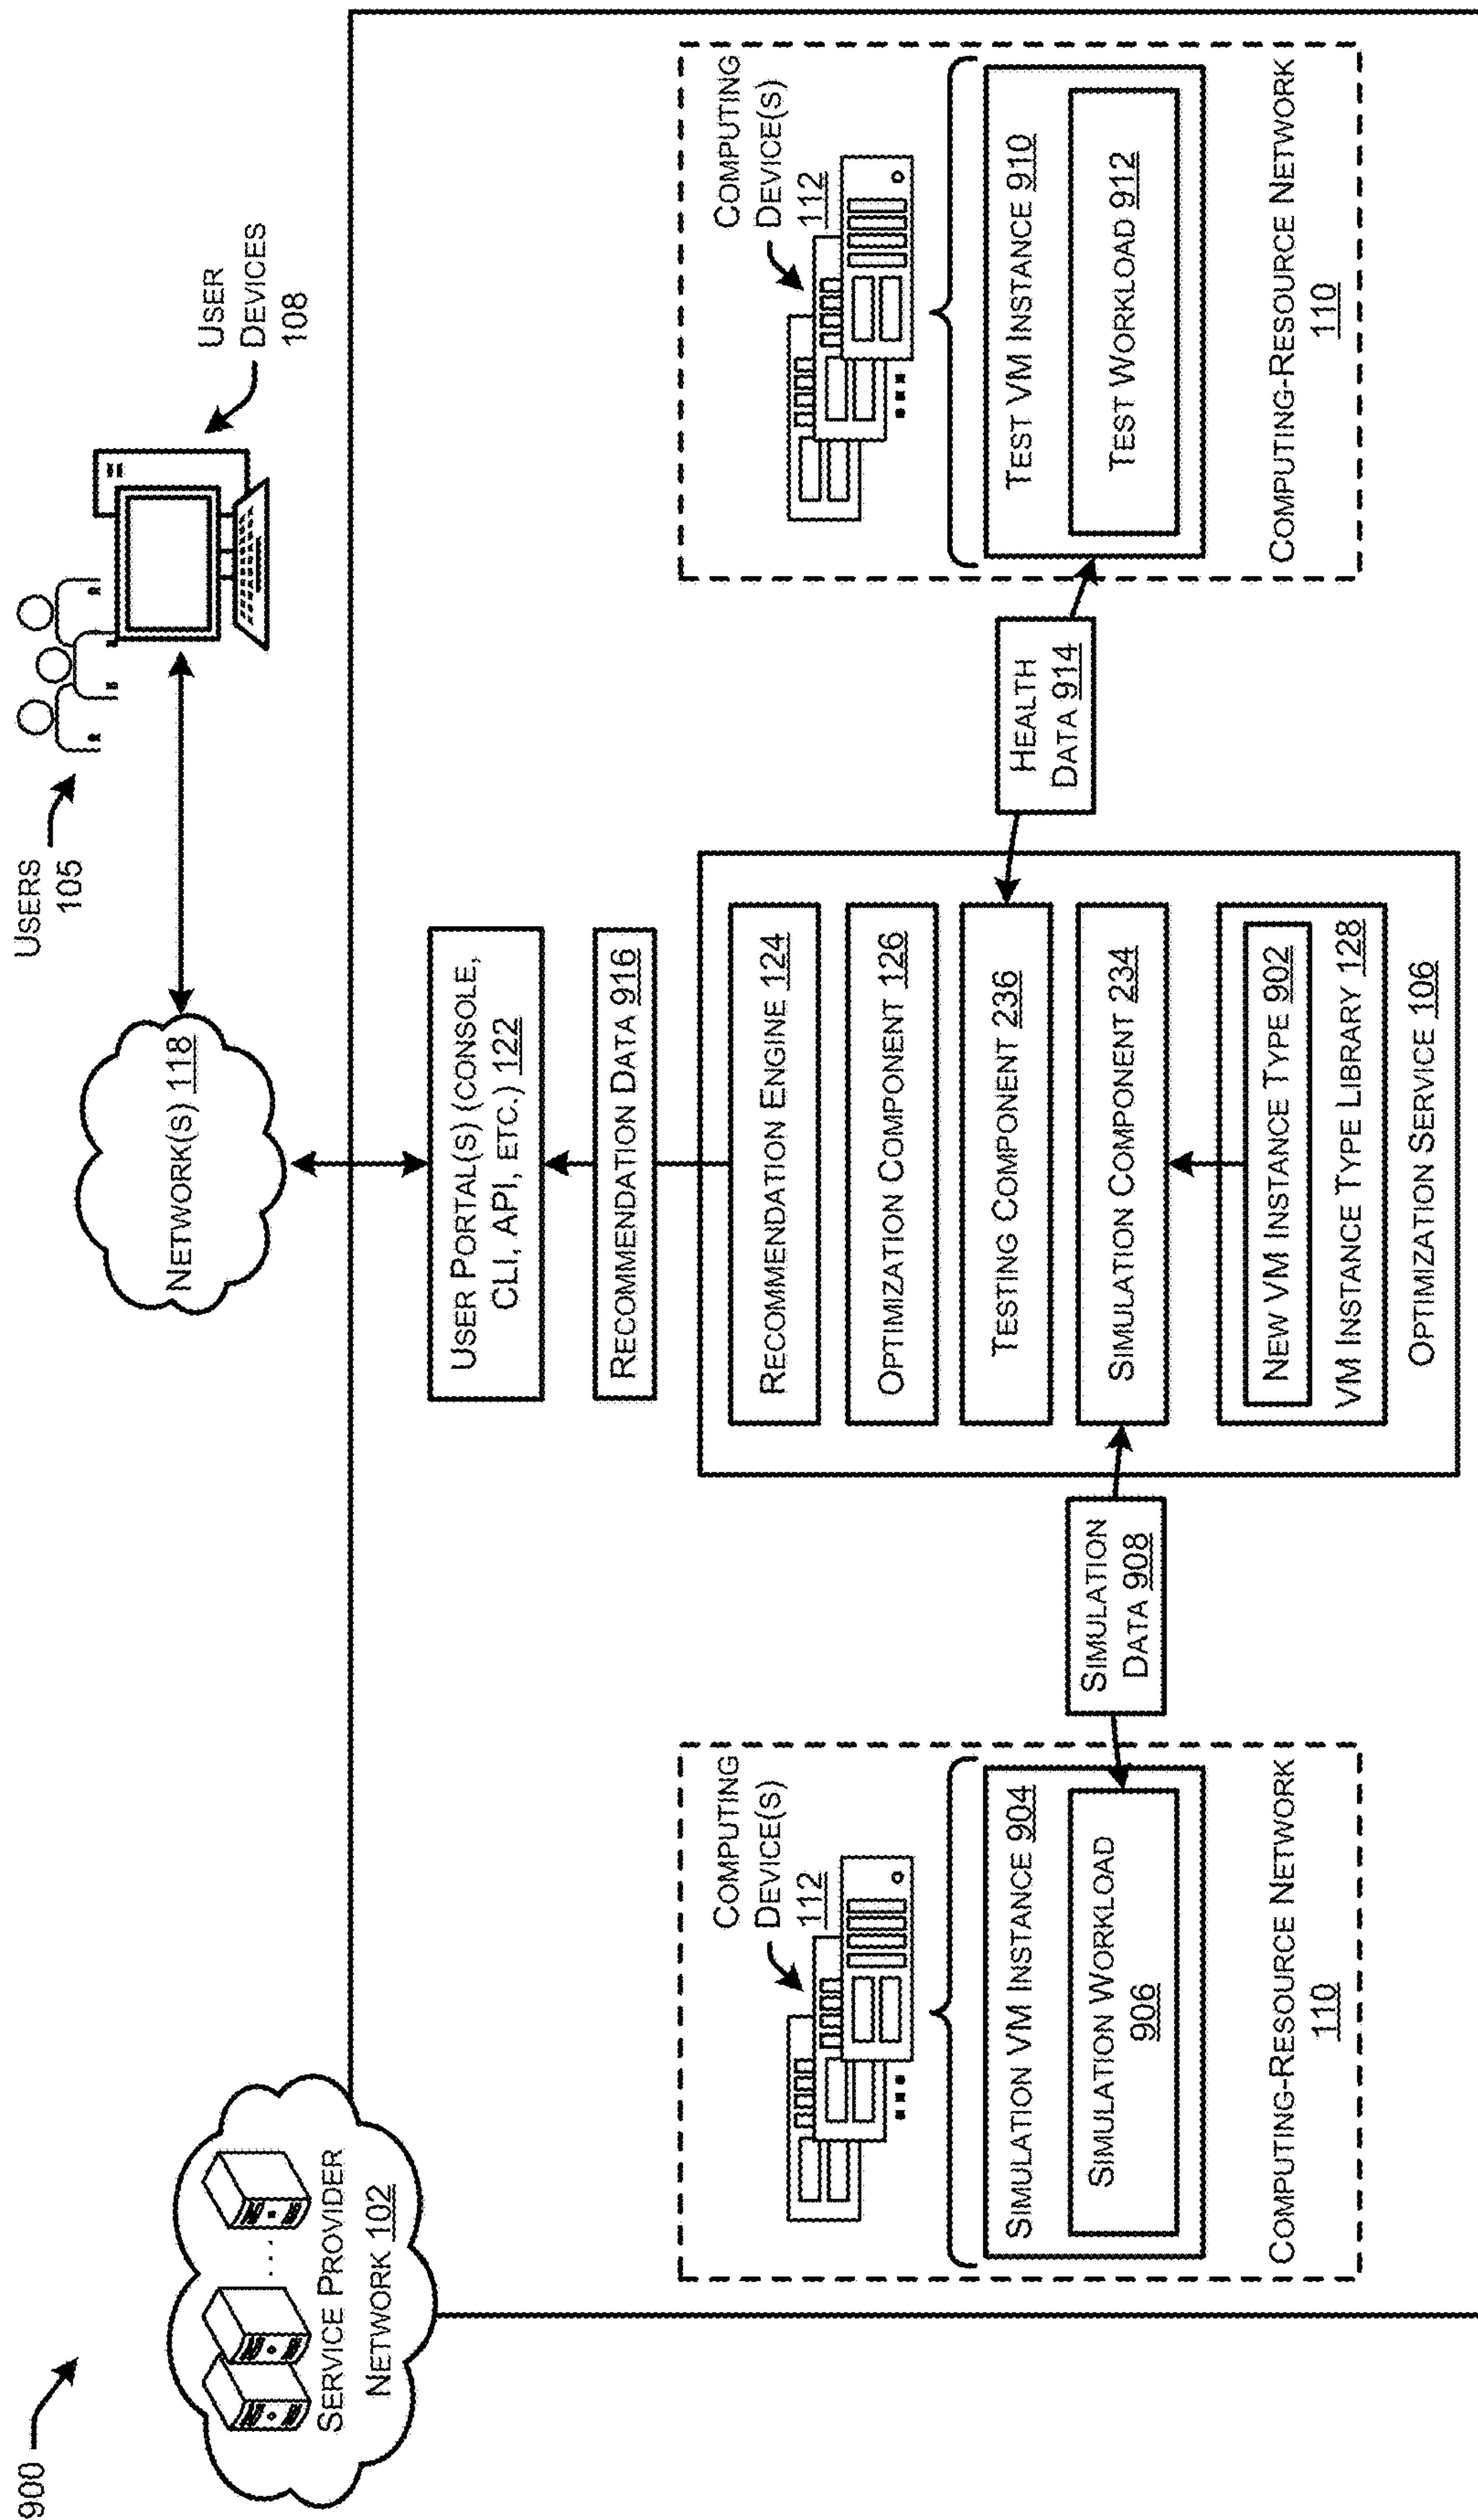 900
SERVICE PROVIDER
NETWORK 102
NETWORK(S) 118
USERS
105
USER
DEVICES
108
USER PORTAL(S) (CONSOLE,
CLI, API, ETC.) 122
RECOMMENDATION DATA 916
COMPUTING
DEVICE(S)
112
SIMULATION VM INSTANCE 904
SIMULATION WORKLOAD
906
COMPUTING-RESOURCE NETWORK
110
SIMULATION
DATA 908
RECOMMENDATION ENGINE 124
OPTIMIZATION COMPONENT 126
TESTING COMPONENT 236
SIMULATION COMPONENT 234
NEW VM INSTANCE TYPE 902
VM INSTANCE TYPE LIBRARY 128
OPTIMIZATION SERVICE 106
HEALTH
DATA 914
COMPUTING
DEVICE(S)
112
TEST VM INSTANCE 910
TEST WORKLOAD 912
COMPUTING-RESOURCE NETWORK
110